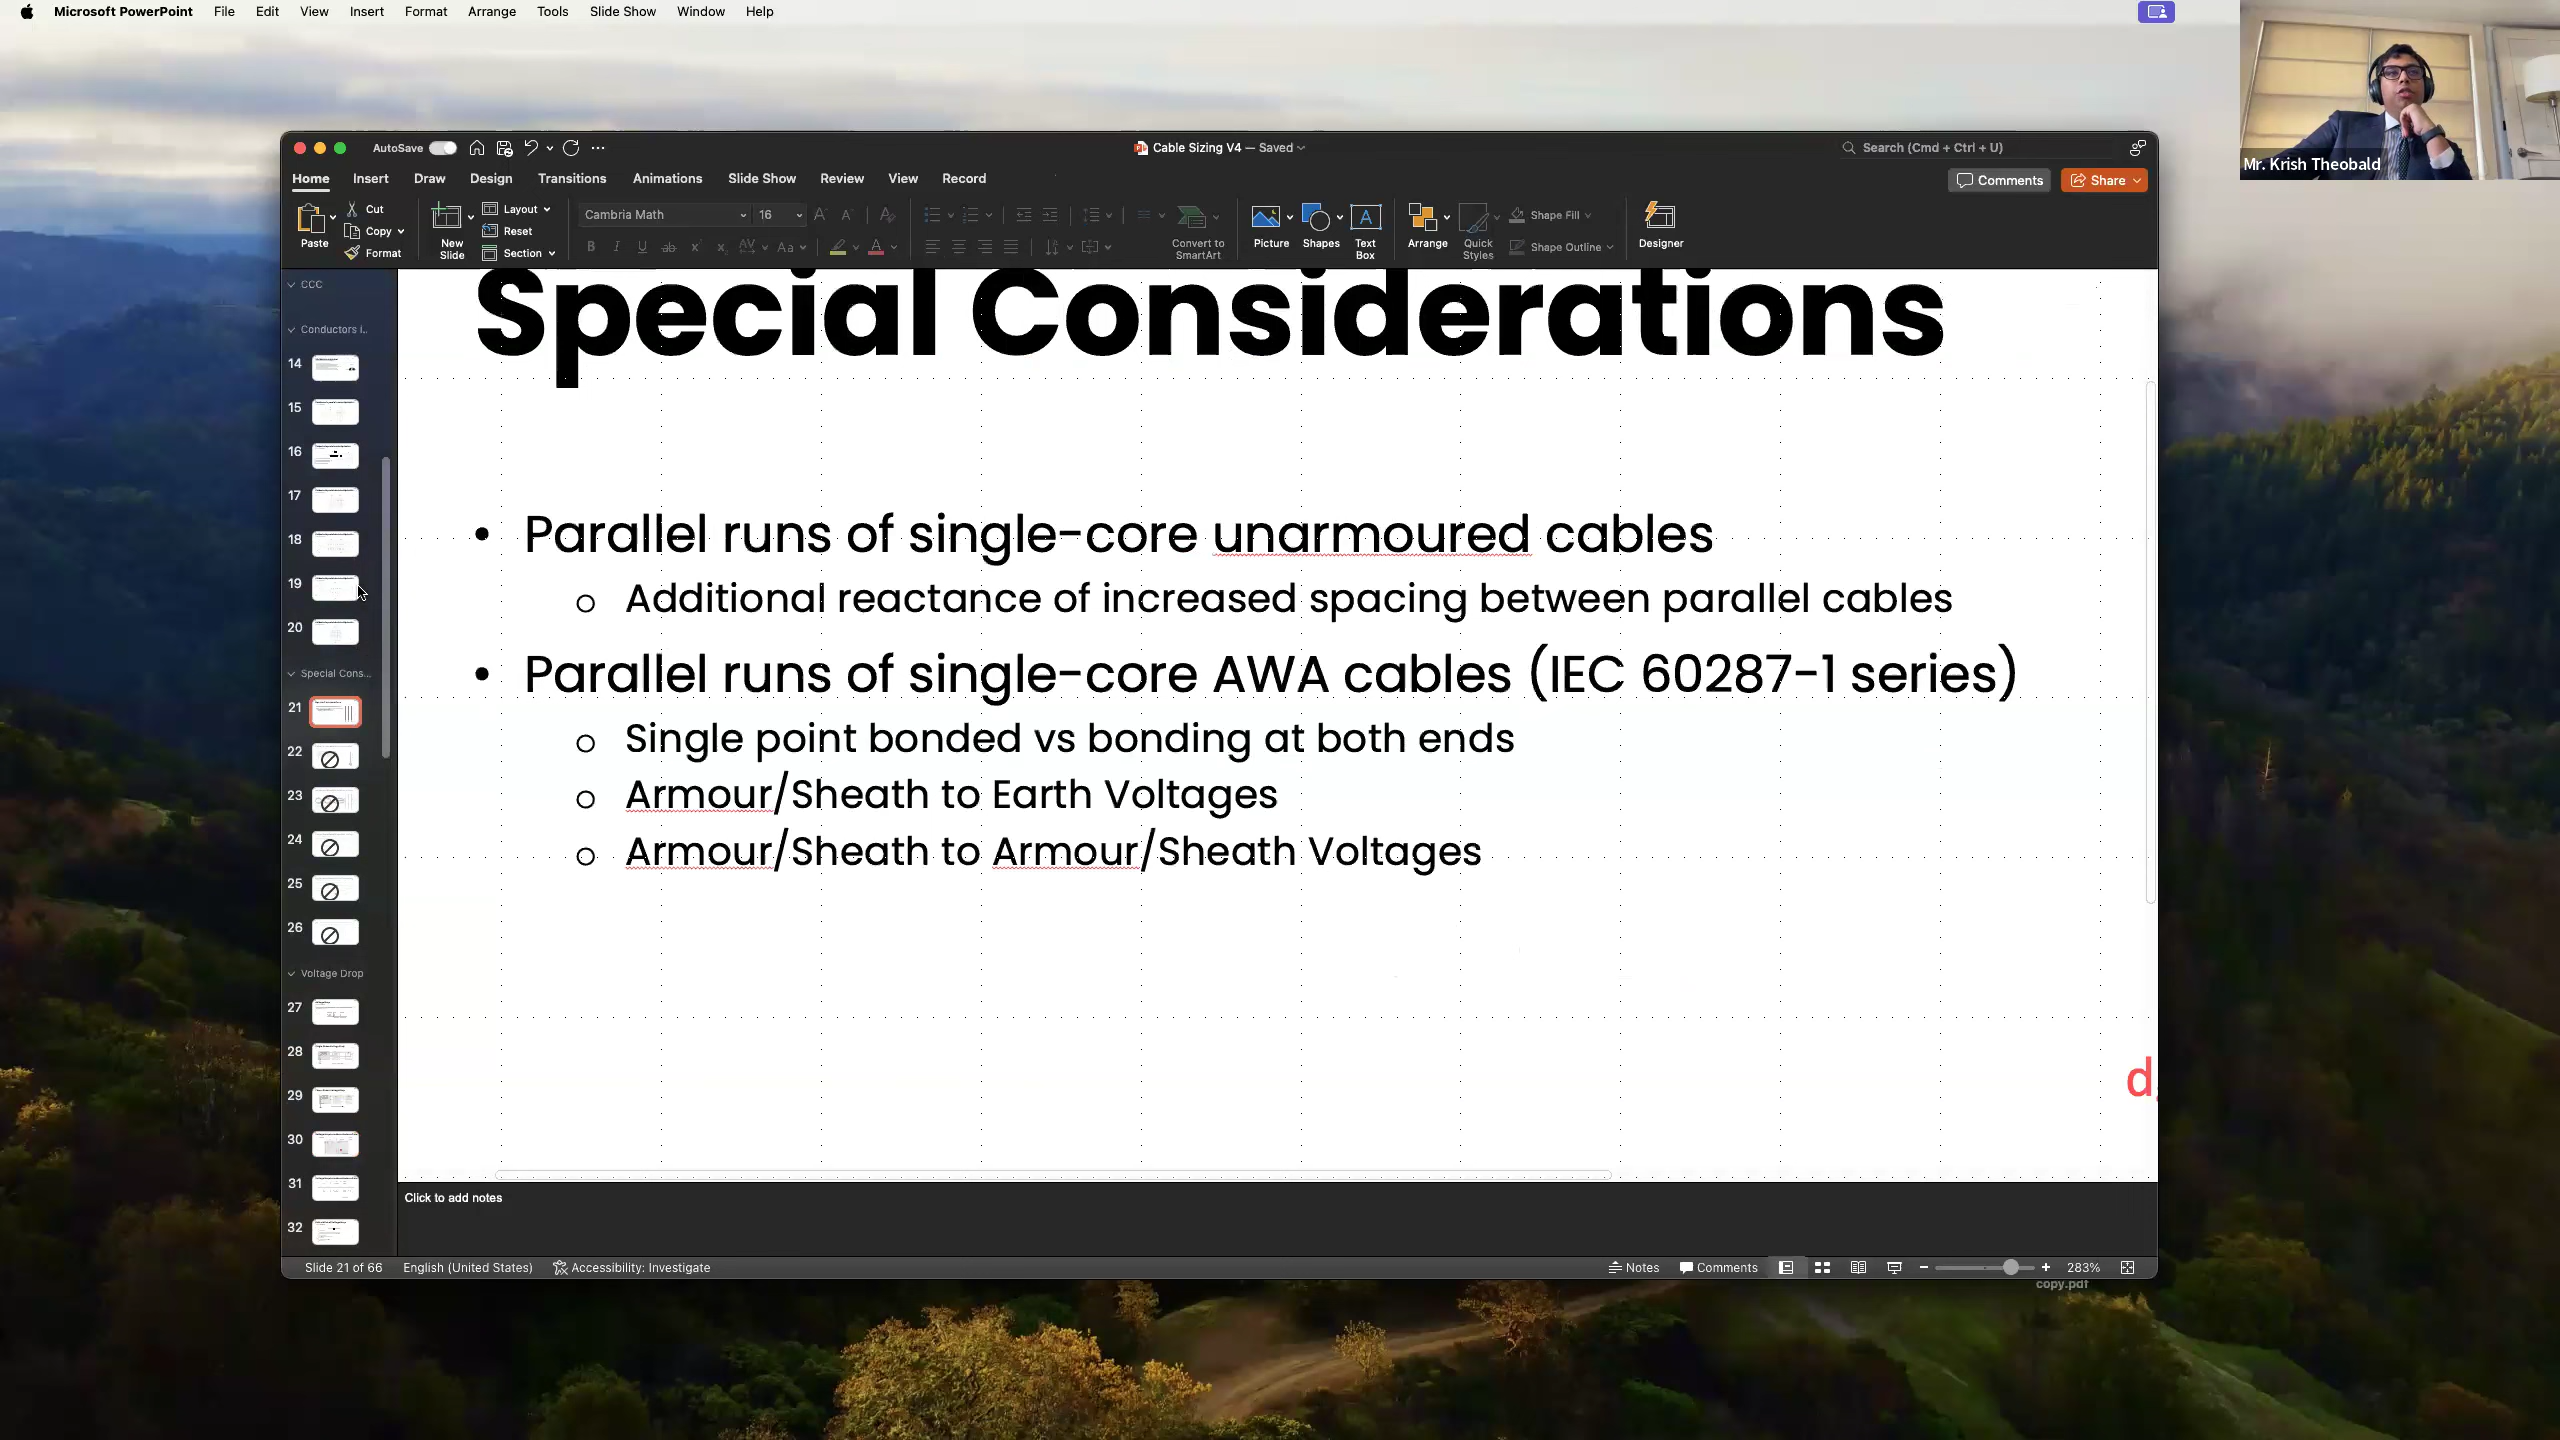 Microsoft PowerPoint File Edit View Insert Format Arrange Tools Slide Show Window Help
Mr. Krish Theobald
AutoSave
Cable Sizing V4 — Saved
Search (Cmd + Ctrl + U)
Home Insert Draw Design Transitions Animations Slide Show Review View Record
Comments Share
Paste
Cut
Copy
Format
New Slide
Layout
Reset
Section
Cambria Math 16
Convert to SmartArt
Picture
Shapes
Text Box
Arrange
Quick Styles
Shape Fill
Shape Outline
Designer
CCC
Conductors i..
14
15
16
17
18
19
20
Special Cons...
21
22
23
24
25
26
Voltage Drop
27
28
29
30
31
32
Special Considerations
• Parallel runs of single-core unarmoured cables
o Additional reactance of increased spacing between parallel cables
• Parallel runs of single-core AWA cables (IEC 60287-1 series)
o Single point bonded vs bonding at both ends
o Armour/Sheath to Earth Voltages
o Armour/Sheath to Armour/Sheath Voltages
d
Click to add notes
Slide 21 of 66 English (United States) Accessibility: Investigate Notes Comments 283%
copy.pdf